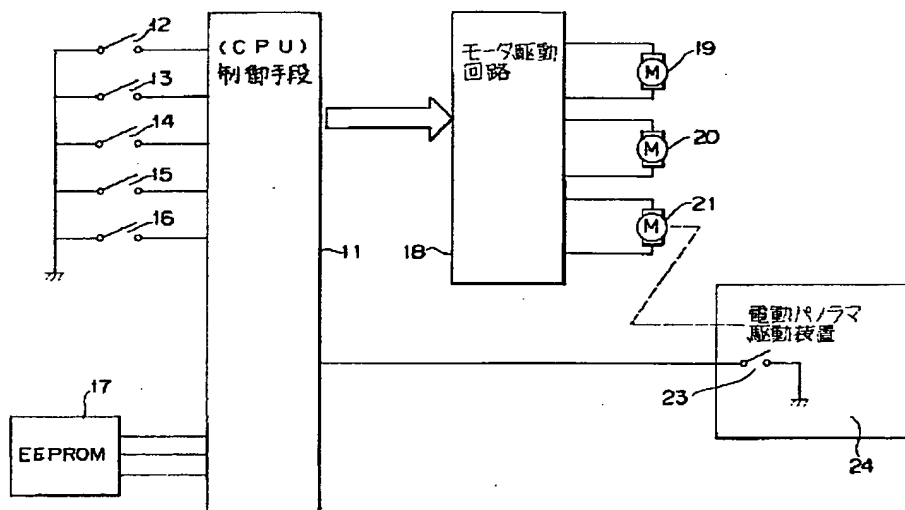 12
(CPU)
制御手段
モータ駆動
回路
M
19
13
14
M
20
15
16
M
21
11
18
電動パノラマ
駆動装置
23
17
EEPROM
24